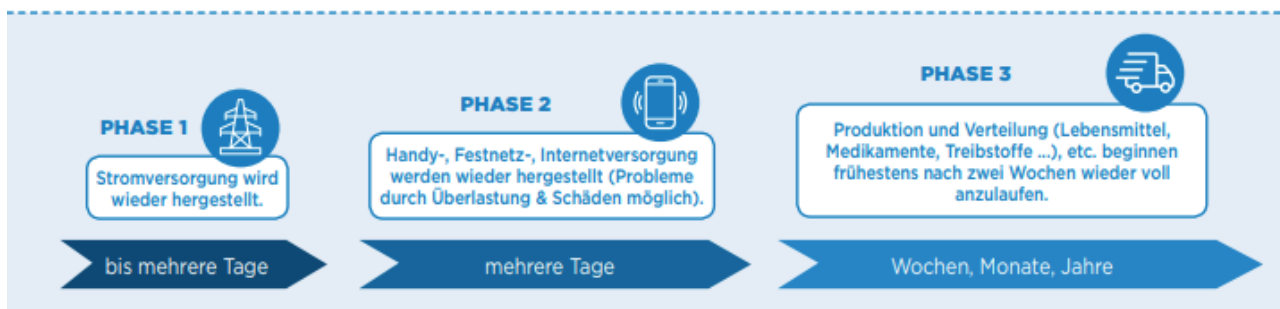 PHASE 1
Stromversorgung wird
wieder hergestellt.
bis mehrere Tage
PHASE 2
Handy-, Festnetz-, Internetversorgung
werden wieder hergestellt (Probleme
durch Überlastung & Schäden möglich).
mehrere Tage
PHASE 3
Produktion und Verteilung (Lebensmittel,
Medikamente, Treibstoffe ...), etc. beginnen
frühestens nach zwei Wochen wieder voll
anzulaufen.
Wochen, Monate, Jahre